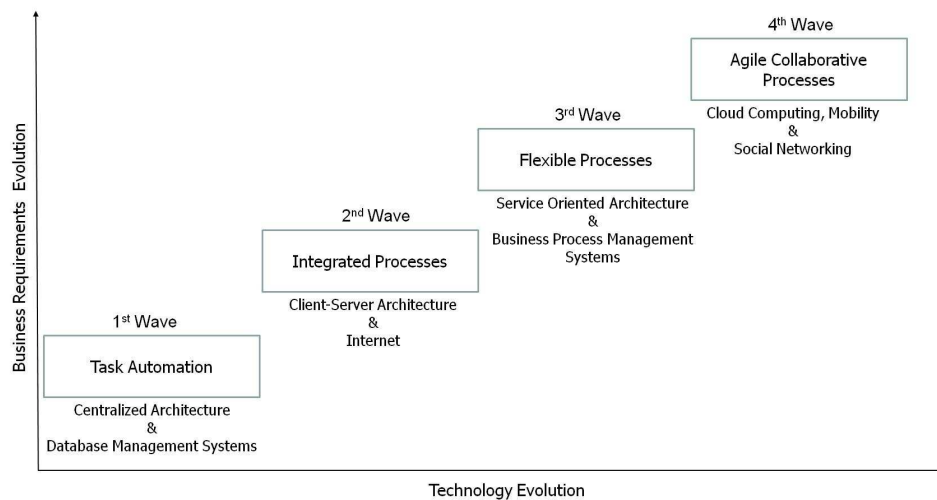 4th Wave
Agile Collaborative
Processes
Cloud Computing, Mobility
&
Social Networking
3rd Wave
Flexible Processes
Service Oriented Architecture
&
Business Process Management
Systems
2nd Wave
Integrated Processes
Client-Server Architecture
&
Internet
1st Wave
Task Automation
Centralized Architecture
&
Database Management Systems
Business Requirements Evolution
Technology Evolution